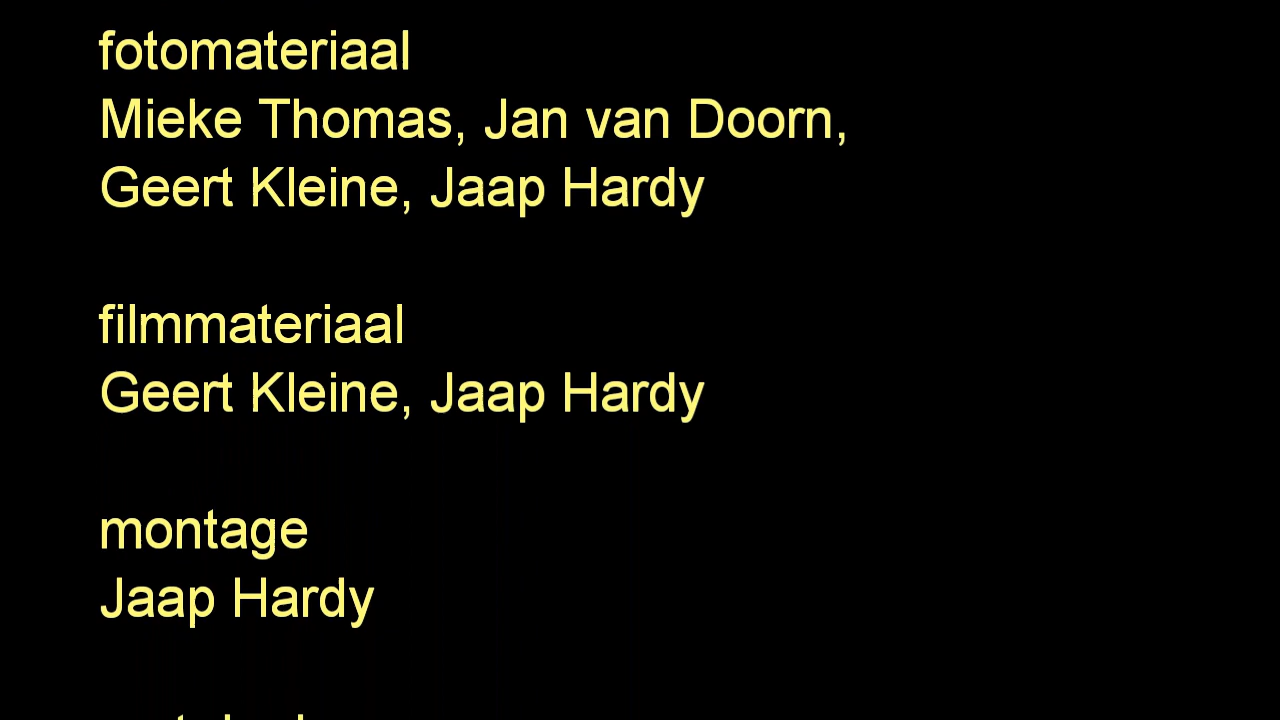 fotomateriaal
Mieke Thomas, Jan van Doorn,
Geert Kleine, Jaap Hardy
filmmateriaal
Geert Kleine, Jaap Hardy
montage
Jaap Hardy